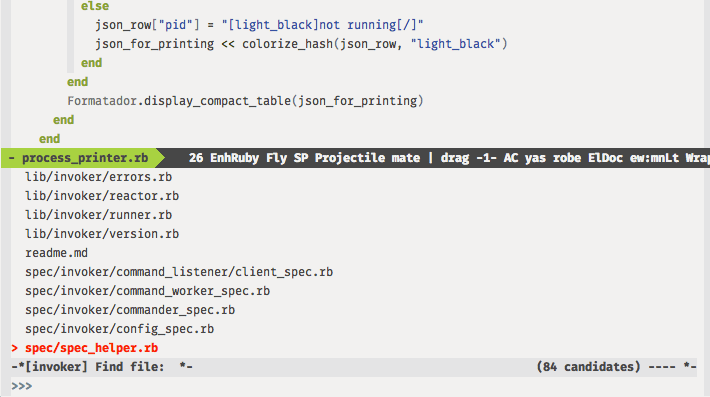 else
json_row["pid"] = "[light_black]not running[/]"
json_for_printing << colorize_hash(json_row, "light_black")
end
end
Formatador.display_compact_table(json_for_printing)
end
end
- process_printer.rb 26 EnhRuby Fly SP Projectile mate | drag -1- AC yas robe ElDoc ew:mnLt Wrap
lib/invoker/errors.rb
lib/invoker/reactor.rb
lib/invoker/runner.rb
lib/invoker/version.rb
readme.md
spec/invoker/command_listener/client_spec.rb
spec/invoker/command_worker_spec.rb
spec/invoker/commander_spec.rb
spec/invoker/config_spec.rb
> spec/spec_helper.rb
-*[invoker] Find file: *- (84 candidates) ---- *-
>>>